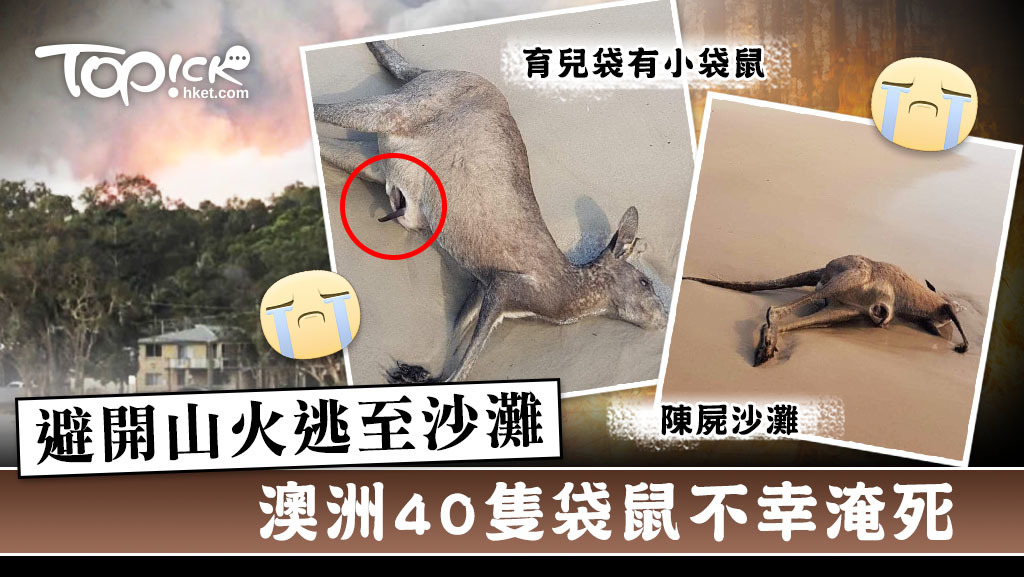 TOPick
hket.com
育兒袋有小袋鼠
陳屍沙灘
避開山火逃至沙灘
澳洲40隻袋鼠不幸淹死